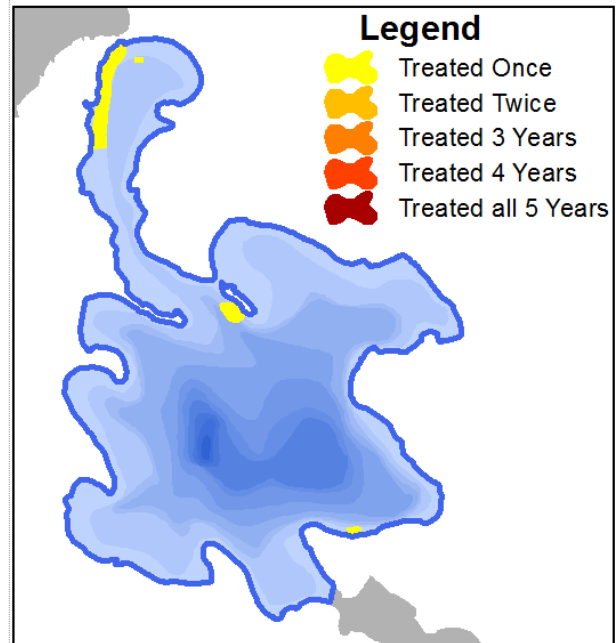 Legend
Treated Once
Treated Twice
Treated 3 Years
Treated 4 Years
Treated all 5 Years